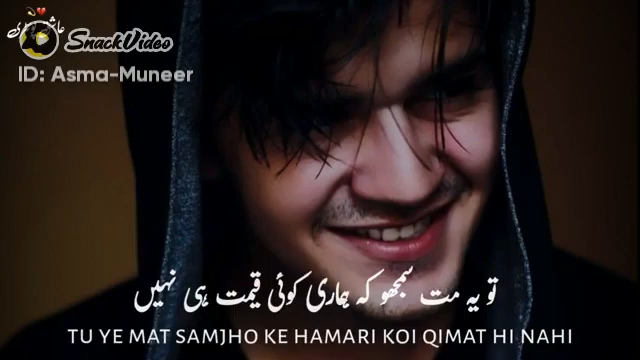 SnackVideo
ID: Asma-Muneer
تو یہ مت سمجھو کہ ہماری کوئی قیمت ہی نہیں
TU YE MAT SAMJHO KE HAMARI KOI QIMAT HI NAHI